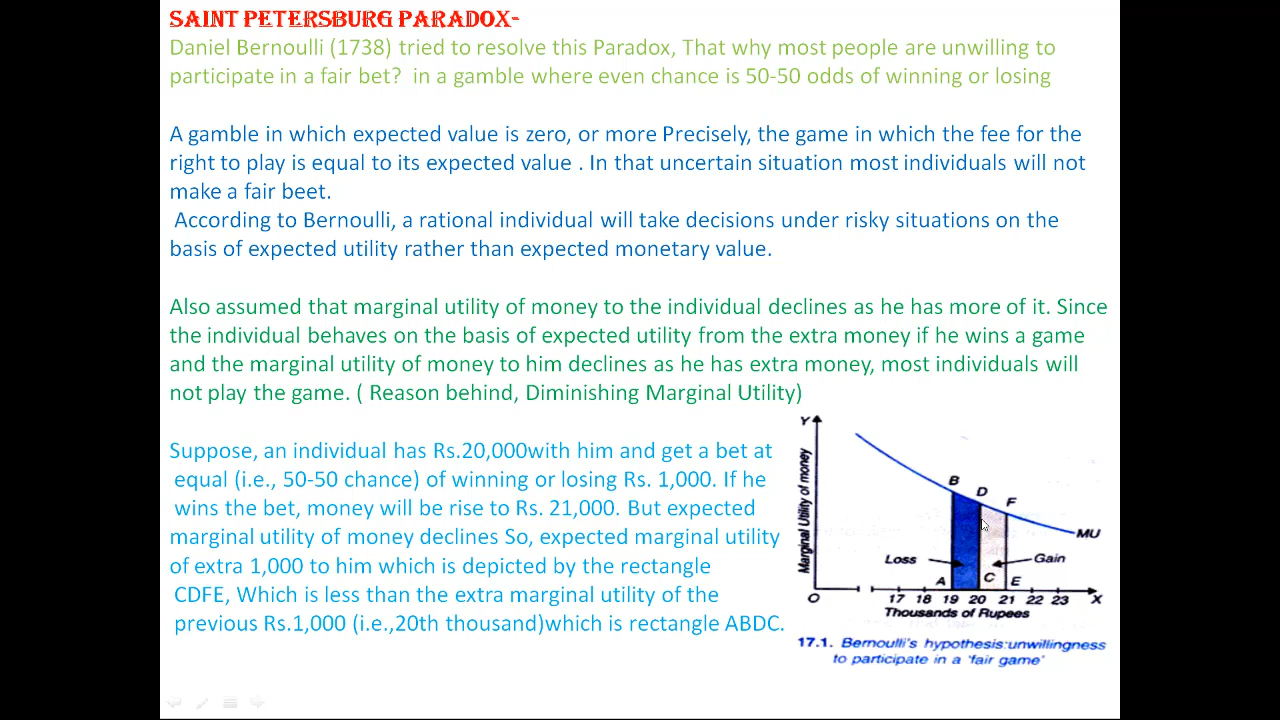 SAINT PETERSBURG PARADOX-
Daniel Bernoulli (1738) tried to resolve this Paradox, That why most people are unwilling to
participate in a fair bet?  in a gamble where even chance is 50-50 odds of winning or losing
A gamble in which expected value is zero, or more Precisely, the game in which the fee for the
right to play is equal to its expected value . In that uncertain situation most individuals will not
make a fair beet.
According to Bernoulli, a rational individual will take decisions under risky situations on the
basis of expected utility rather than expected monetary value.
Also assumed that marginal utility of money to the individual declines as he has more of it. Since
the individual behaves on the basis of expected utility from the extra money if he wins a game
and the marginal utility of money to him declines as he has extra money, most individuals will
not play the game. ( Reason behind, Diminishing Marginal Utility)
Suppose, an individual has Rs.20,000with him and get a bet at
equal (i.e., 50-50 chance) of winning or losing Rs. 1,000. If he
wins the bet, money will be rise to Rs. 21,000. But expected
marginal utility of money declines So, expected marginal utility
of extra 1,000 to him which is depicted by the rectangle
CDFE, Which is less than the extra marginal utility of the
previous Rs.1,000 (i.e.,20th thousand)which is rectangle ABDC.
Y
Marginal Utility of money
B
D
F
MU
Loss
Gain
A
C
E
O
17 18 19 20 21 22 23 X
Thousands of Rupees
17.1. Bernoulli's hypothesis:unwillingness
to participate in a 'fair game'